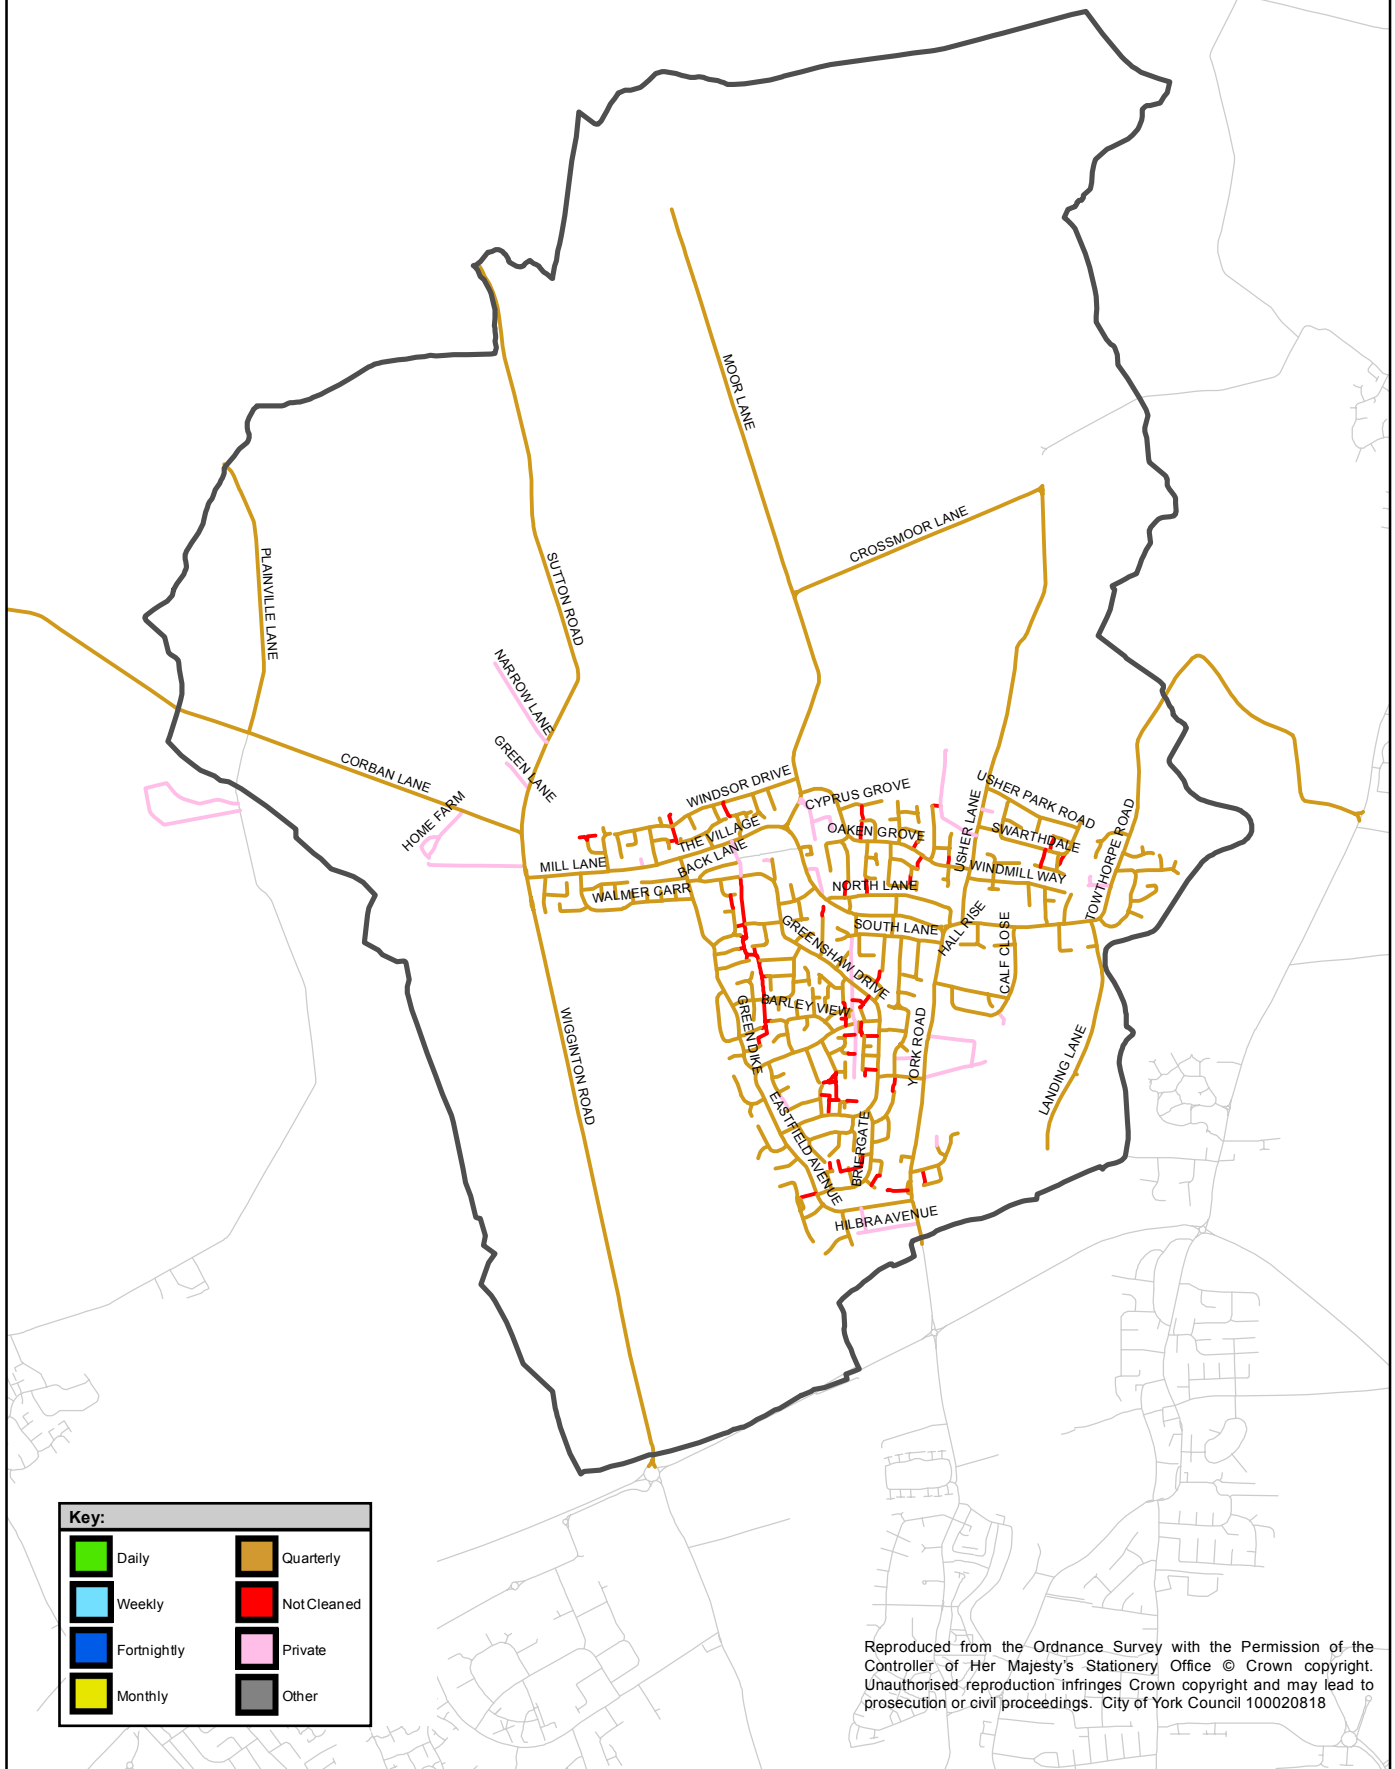 MOOR LANE
CROSSMOOR LANE
PLAINVILLE LANE
SUTTON ROAD
NARROW LANE
GREEN LANE
CORBAN LANE
HOME FARM
WINDSOR DRIVE
CYPRUS GROVE
USHER PARK ROAD
THE VILLAGE
OAKEN GROVE
USHER LANE
SWARTHDALE
TOWTHORPE ROAD
MILL LANE
BACK LANE
WINDMILL WAY
WALMER CARR
NORTH LANE
GREENSHAW DRIVE
SOUTH LANE
HALL RISE
CALF CLOSE
BARLEY VIEW
GREEN DIKE
WIGGINTON ROAD
YORK ROAD
LANDING LANE
EASTFIELD AVENUE
BRIERGATE
HILBRA AVENUE
Key:
Daily
Quarterly
Weekly
Not Cleaned
Fortnightly
Private
Monthly
Other
Reproduced from the Ordnance Survey with the Permission of the
Controller of Her Majesty's Stationery Office © Crown copyright.
Unauthorised reproduction infringes Crown copyright and may lead to
prosecution or civil proceedings. City of York Council 100020818